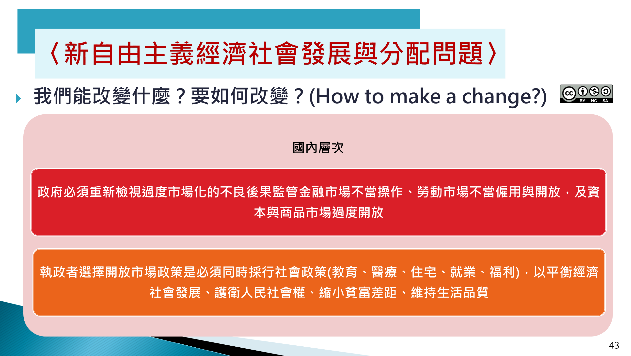 〈新自由主義經濟社會發展與分配問題〉
我們能改變什麼？要如何改變？(How to make a change?)
BY NC SA
國內層次
政府必須重新檢視過度市場化的不良後果監管金融市場不當操作、勞動市場不當僱用與開放，及資
本與商品市場過度開放
執政者選擇開放市場政策是必須同時採行社會政策(教育、醫療、住宅、就業、福利)，以平衡經濟
社會發展、護衛人民社會權、縮小貧富差距、維持生活品質
43